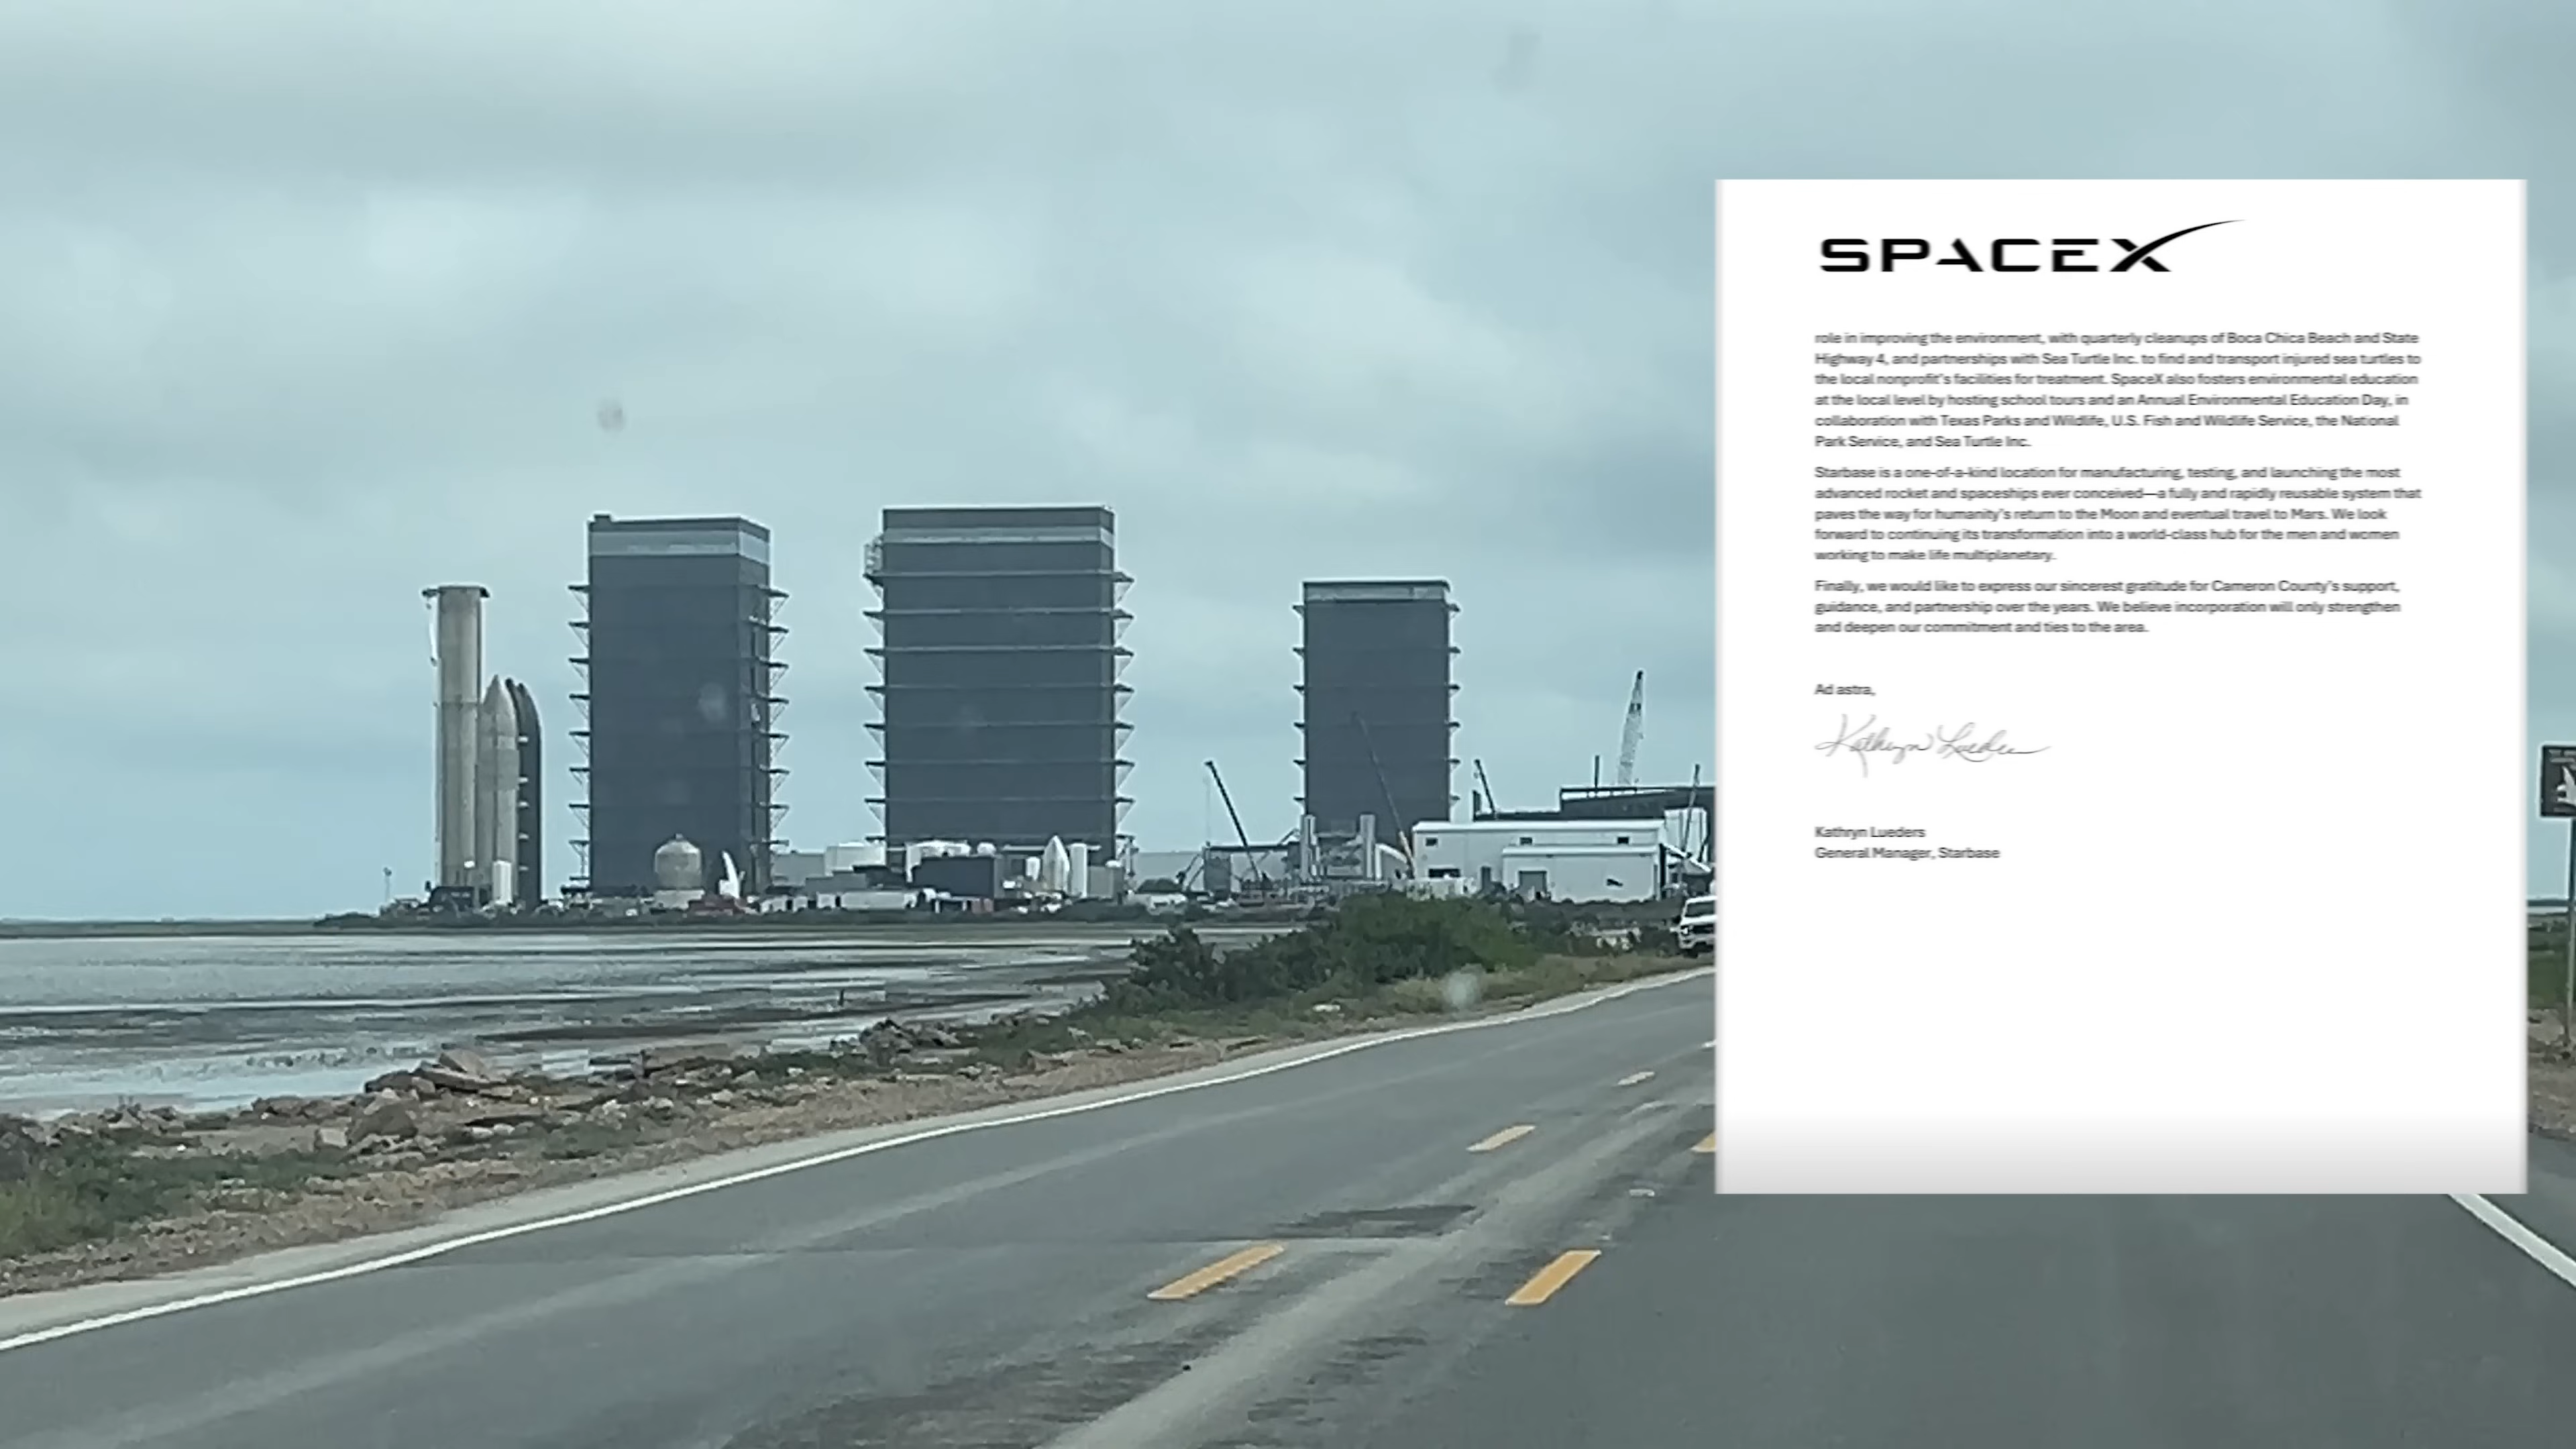 SPACEX
role in improving the environment, with quarterly cleanups of Boca Chica Beach and State
Highway 4, and partnerships with Sea Turtle Inc. to find and transport injured sea turtles to
the local nonprofit's facilities for treatment. SpaceX also fosters environmental education
at the local level by hosting school tours and an Annual Environmental Education Day, in
collaboration with Texas Parks and Wildlife, U.S. Fish and Wildlife Service, the National
Park Service, and Sea Turtle Inc.
Starbase is a one-of-a-kind location for manufacturing, testing, and launching the most
advanced rocket and spaceships ever conceived—a fully and rapidly reusable system that
paves the way for humanity's return to the Moon and eventual travel to Mars. We look
forward to continuing its transformation into a world-class hub for the men and women
working to make life multiplanetary.
Finally, we would like to express our sincerest gratitude for Cameron County's support,
guidance, and partnership over the years. We believe incorporation will only strengthen
and deepen our commitment and ties to the area.
Ad astra,
Kathryn Lueders
Kathryn Lueders
General Manager, Starbase